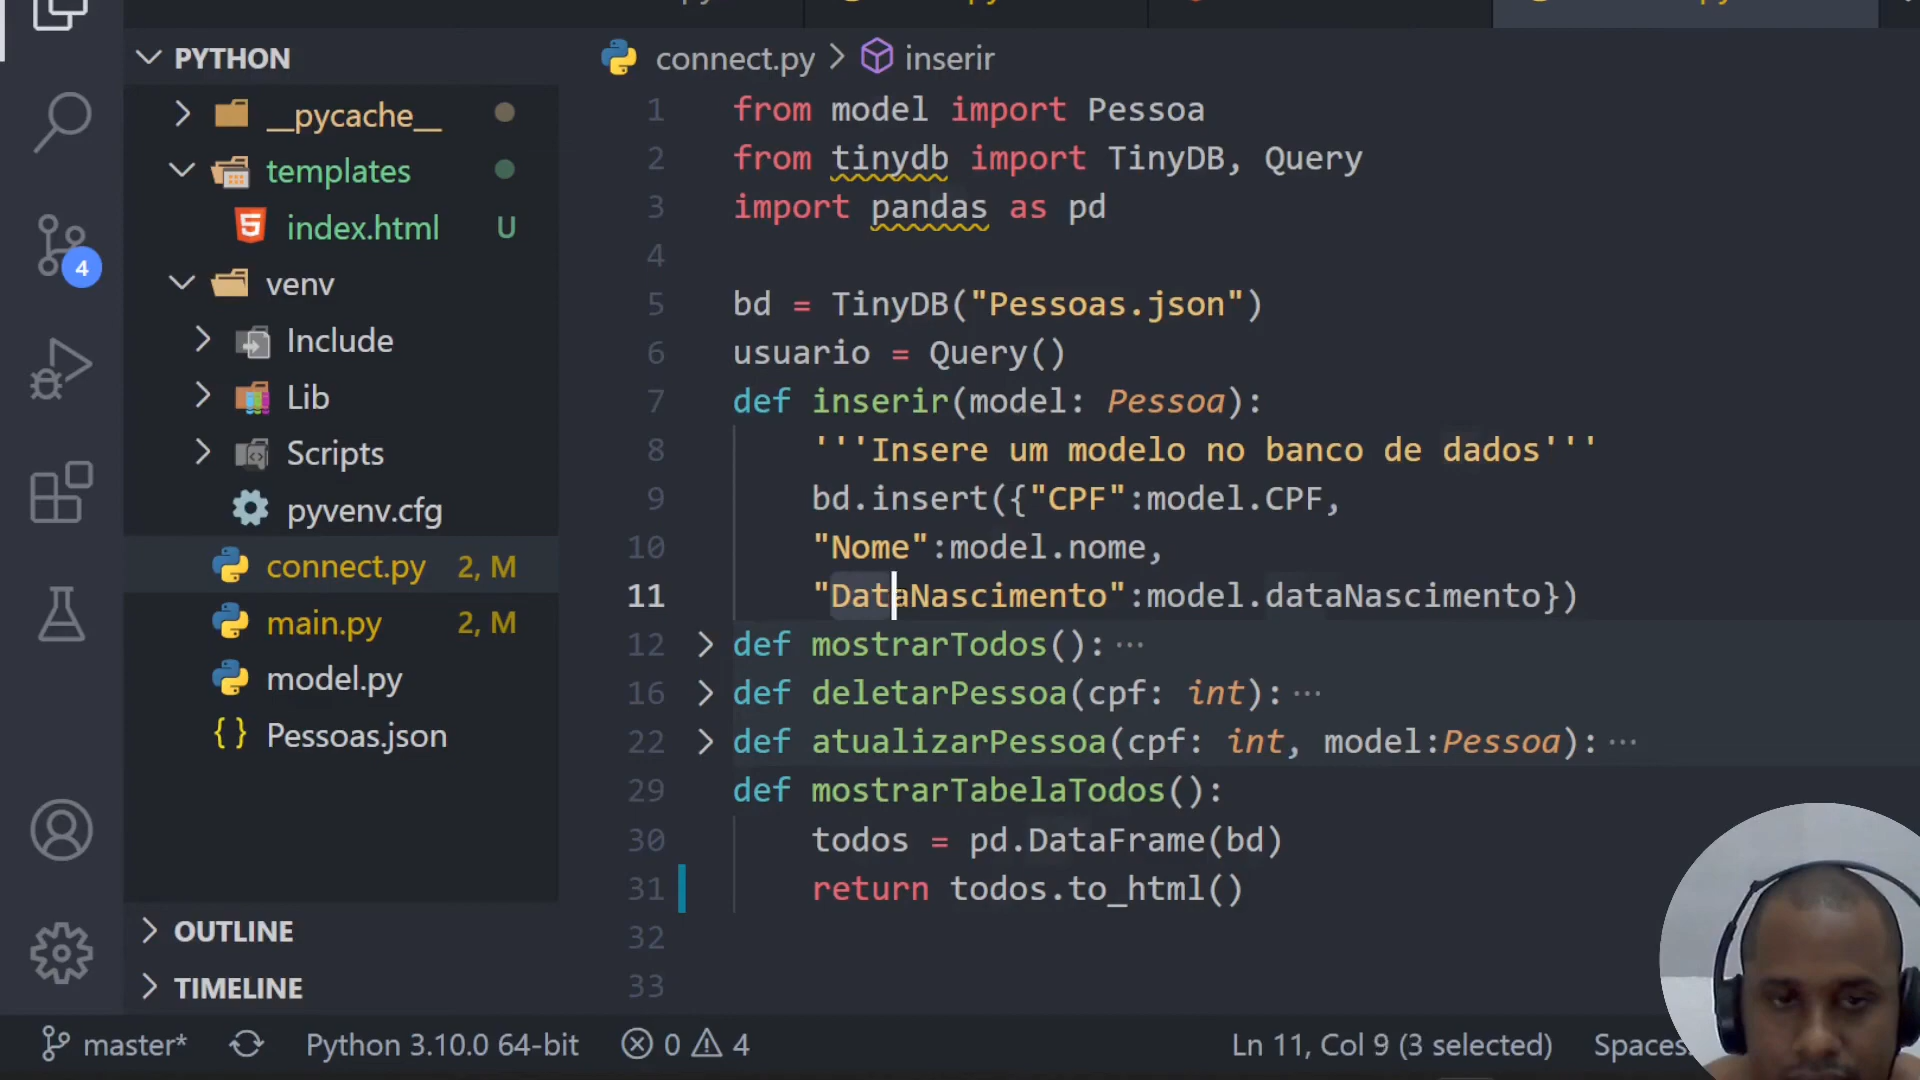 PYTHON
__pycache__
templates
index.html U
venv
Include
Lib
Scripts
pyvenv.cfg
connect.py 2, M
main.py 2, M
model.py
Pessoas.json
OUTLINE
TIMELINE
4
connect.py > inserir
1 from model import Pessoa
2 from tinydb import TinyDB, Query
3 import pandas as pd
4
5 bd = TinyDB("Pessoas.json")
6 usuario = Query()
7 def inserir(model: Pessoa):
8 '''Insere um modelo no banco de dados'''
9 bd.insert({"CPF":model.CPF,
10 "Nome":model.nome,
11 "DataNascimento":model.dataNascimento})
12 def mostrarTodos():···
16 def deletarPessoa(cpf: int):···
22 def atualizarPessoa(cpf: int, model:Pessoa):···
29 def mostrarTabelaTodos():
30 todos = pd.DataFrame(bd)
31 return todos.to_html()
32
33
master* Python 3.10.0 64-bit 0 4 Ln 11, Col 9 (3 selected) Spaces: